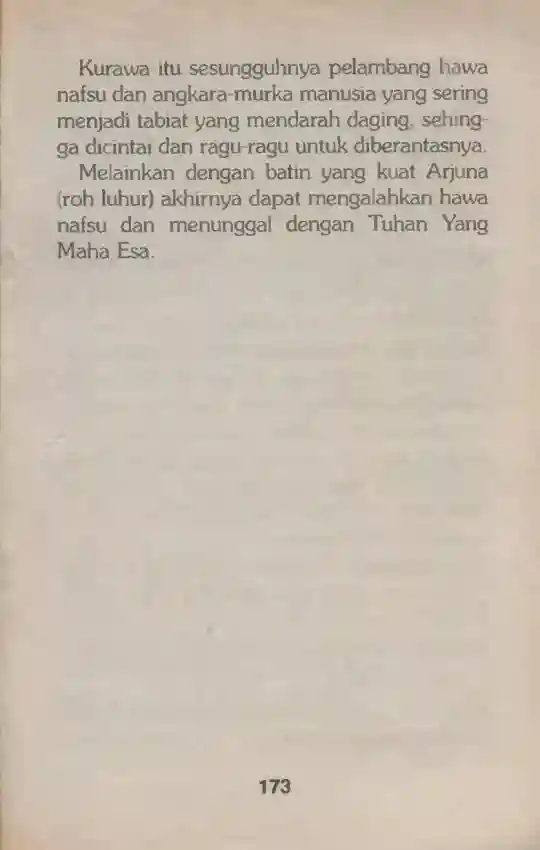 Kurawa itu sesungguhnya pelambang hawa
nafsu dan angkara-murka manusia yang sering
menjadi tabiat yang mendarah daging, sehing-
ga dicintai dan ragu-ragu untuk diberantasnya.
Melainkan dengan batin yang kuat Arjuna
(roh luhur) akhirnya dapat mengalahkan hawa
nafsu dan menunggal dengan Tuhan Yang
Maha Esa.
173